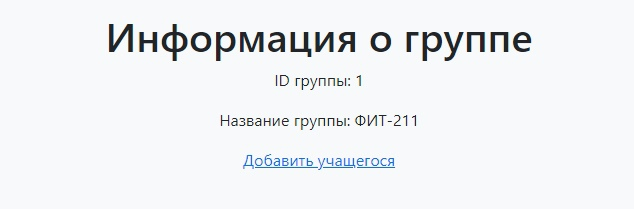 Информация о группе
ID группы: 1
Название группы: ФИТ-211
Добавить учащегося